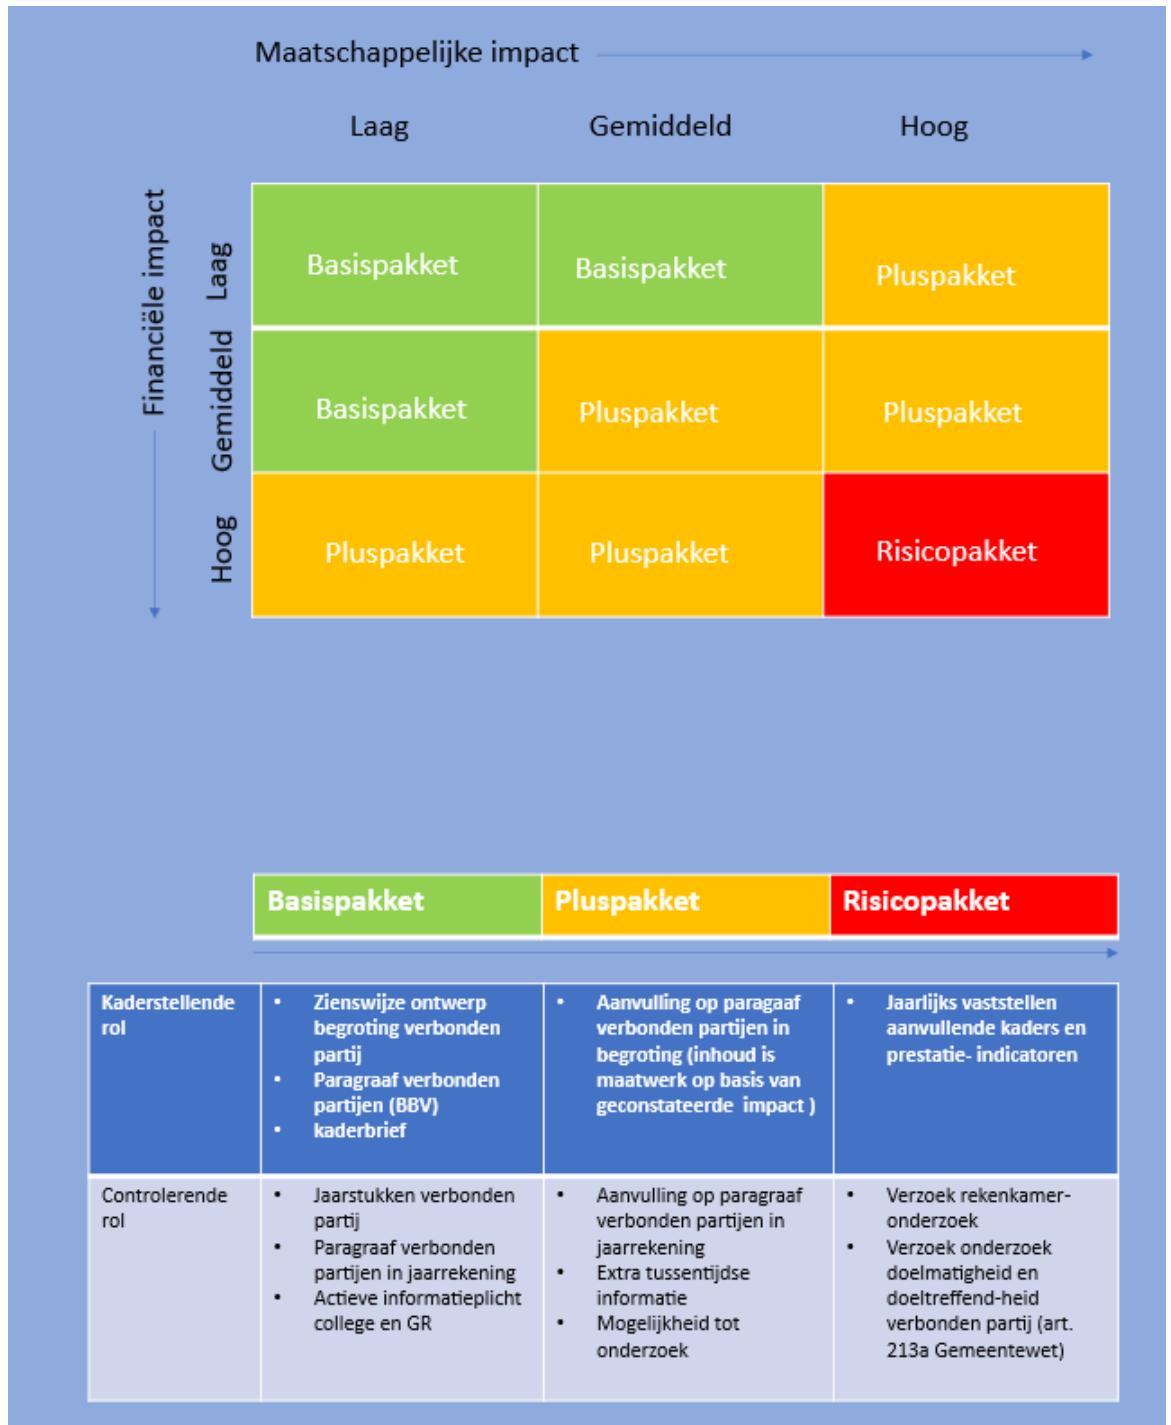 Maatschappelijke impact
Laag Gemiddeld Hoog
Financiële impact
Laag
Basispakket Basispakket Pluspakket
Gemiddeld
Basispakket Pluspakket Pluspakket
Hoog
Pluspakket Pluspakket Risicopakket
Basispakket Pluspakket Risicopakket
Kaderstellende
rol
• Zienswijze ontwerp
begroting verbonden
partij
• Paragraaf verbonden
partijen (BBV)
• kaderbrief
• Aanvulling op paragaaf
verbonden partijen in
begroting (inhoud is
maatwerk op basis van
geconstateerde impact )
• Jaarlijks vaststellen
aanvullende kaders en
prestatie- indicatoren
Controlerende
rol
• Jaarstukken verbonden
partij
• Paragraaf verbonden
partijen in jaarrekening
• Actieve informatieplicht
college en GR
• Aanvulling op paragraaf
verbonden partijen in
jaarrekening
• Extra tussentijdse
informatie
• Mogelijkheid tot
onderzoek
• Verzoek rekenkamer-
onderzoek
• Verzoek onderzoek
doelmatigheid en
doeltreffend-heid
verbonden partij (art.
213a Gemeentewet)